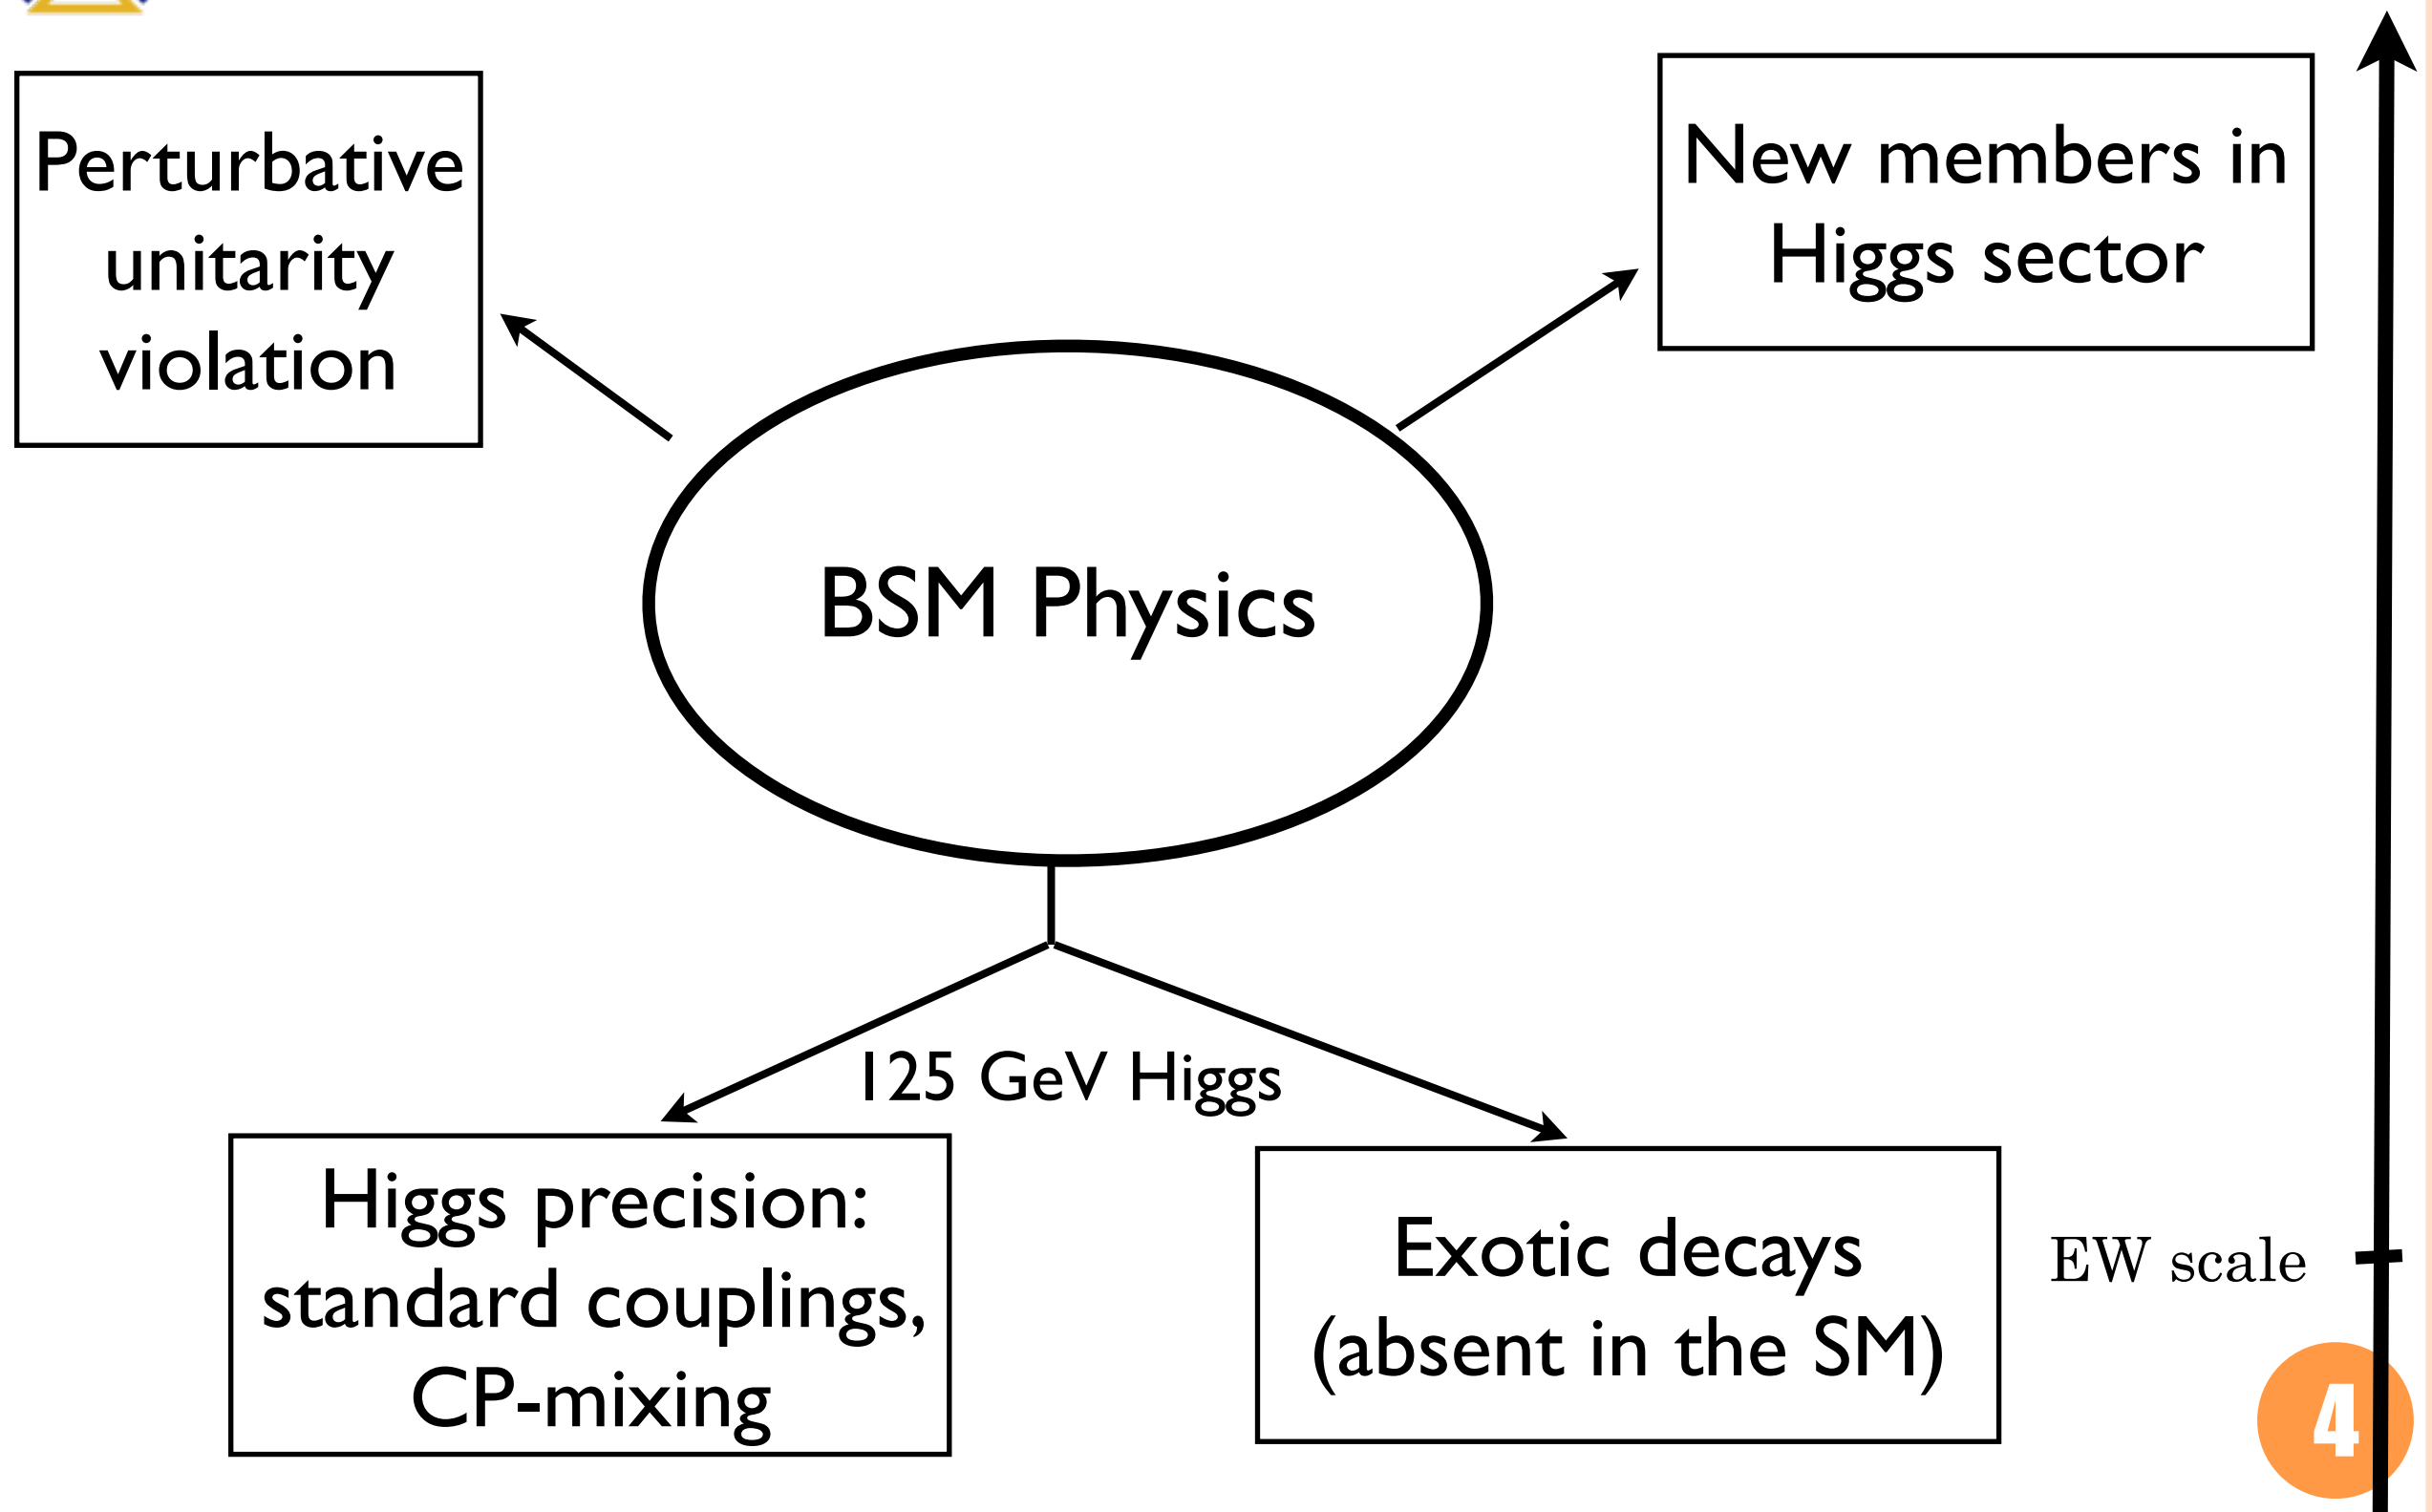 Perturbative
unitarity
violation
New members in
Higgs sector
BSM Physics
125 GeV Higgs
Higgs precision:
standard couplings,
CP-mixing
Exotic decays
(absent in the SM)
EW scale
4